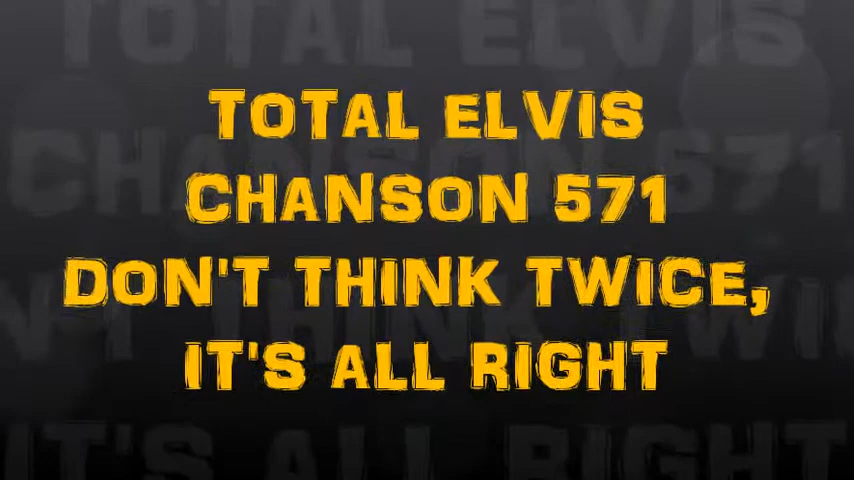 TOTAL ELVIS
CHANSON 571
DON'T THINK TWICE,
IT'S ALL RIGHT